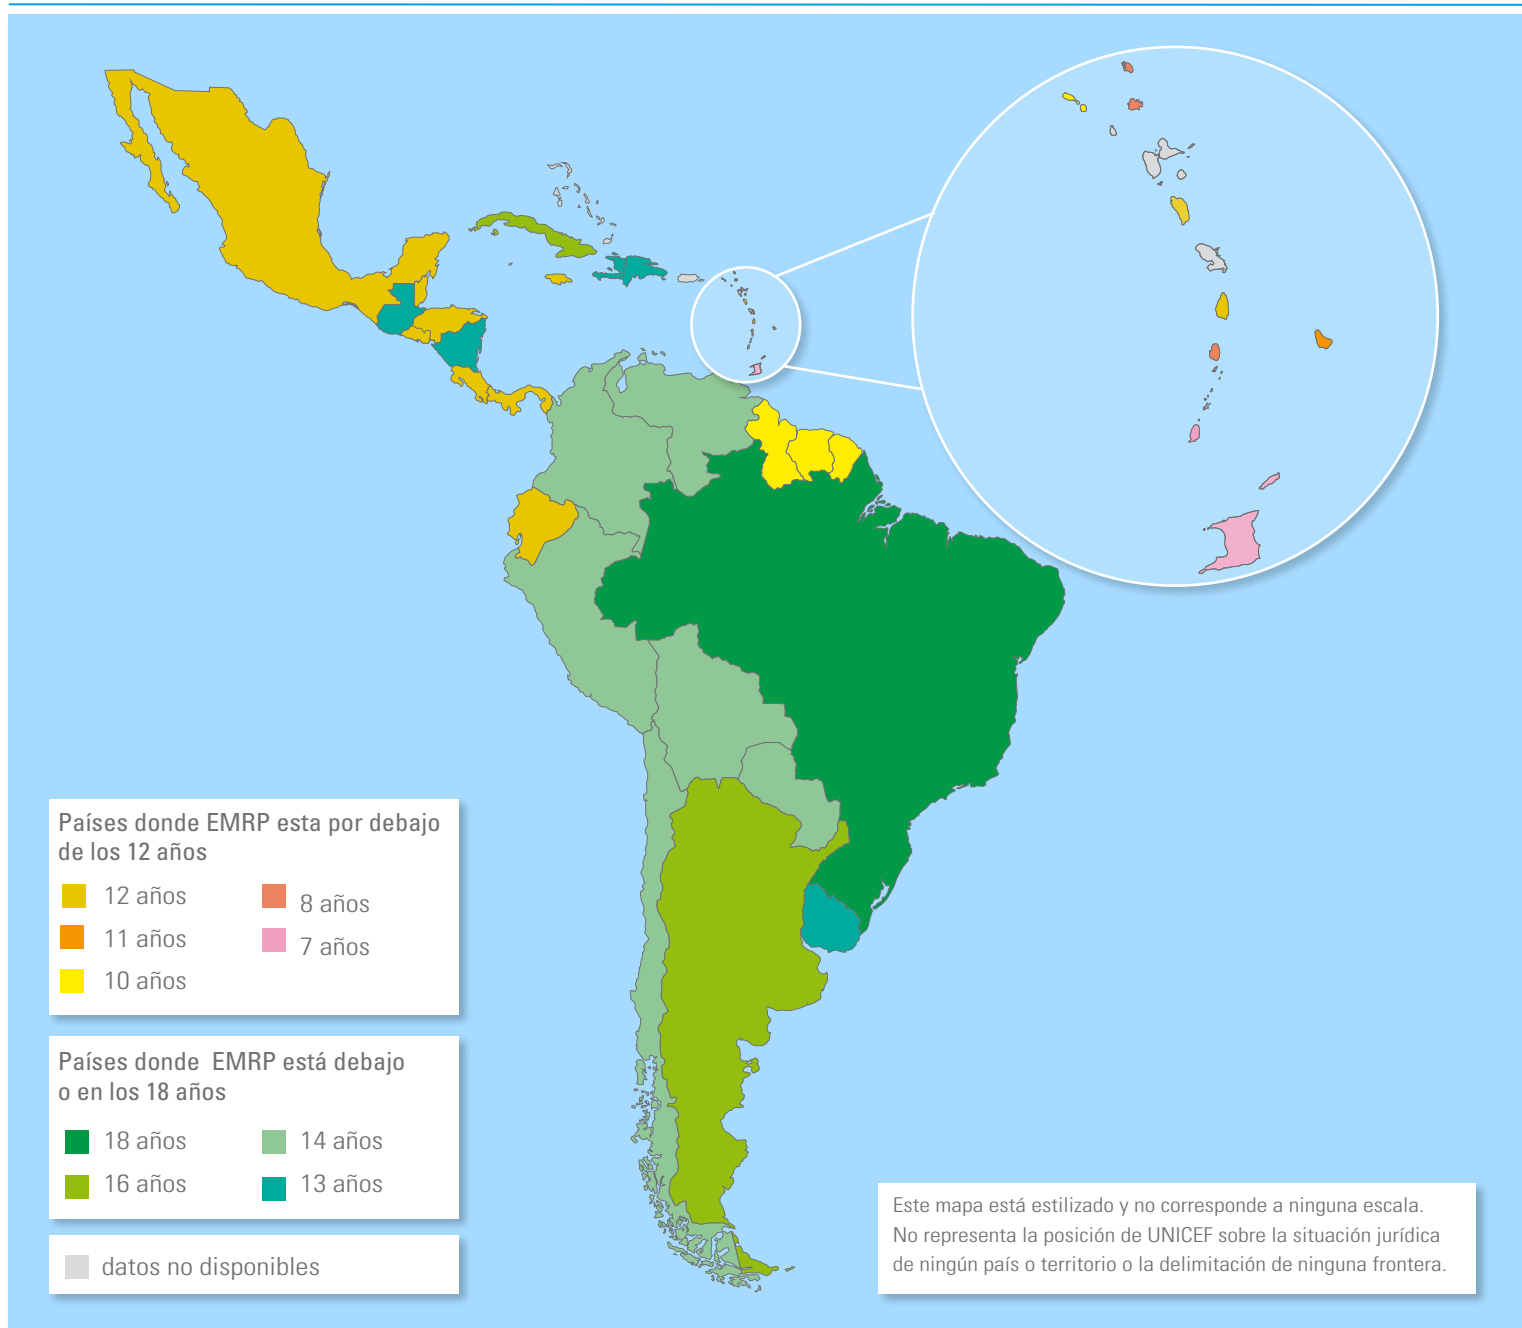 Países donde EMRP esta por debajo
de los 12 años
12 años
8 años
11 años
7 años
10 años
Países donde EMRP está debajo
o en los 18 años
18 años
14 años
16 años
13 años
datos no disponibles
Este mapa está estilizado y no corresponde a ninguna escala.
No representa la posición de UNICEF sobre la situación jurídica
de ningún país o territorio o la delimitación de ninguna frontera.